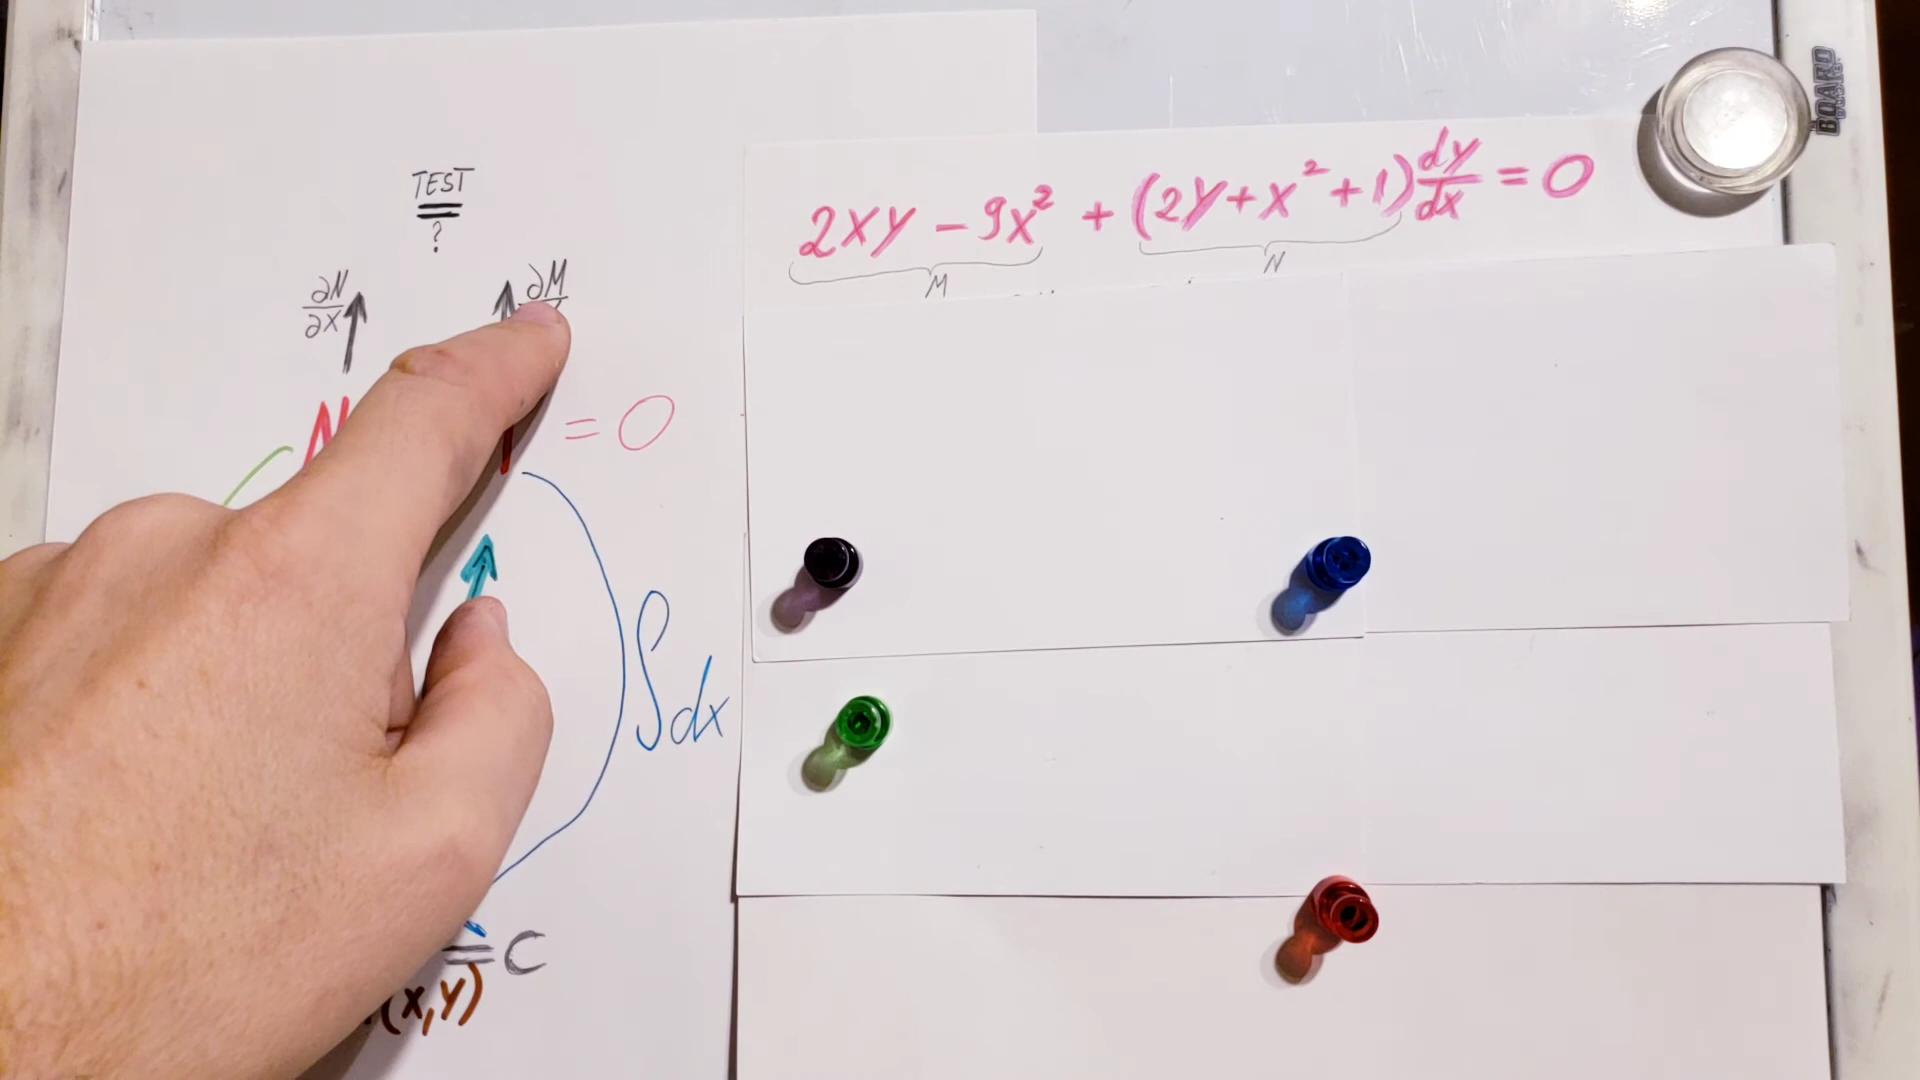 TEST
?
∂N
∂x
∂M
N
= 0
∫dx
= C
(x,y)
2xy - 9x² + (2y + x² + 1) dy/dx = 0
M
N
BOARD